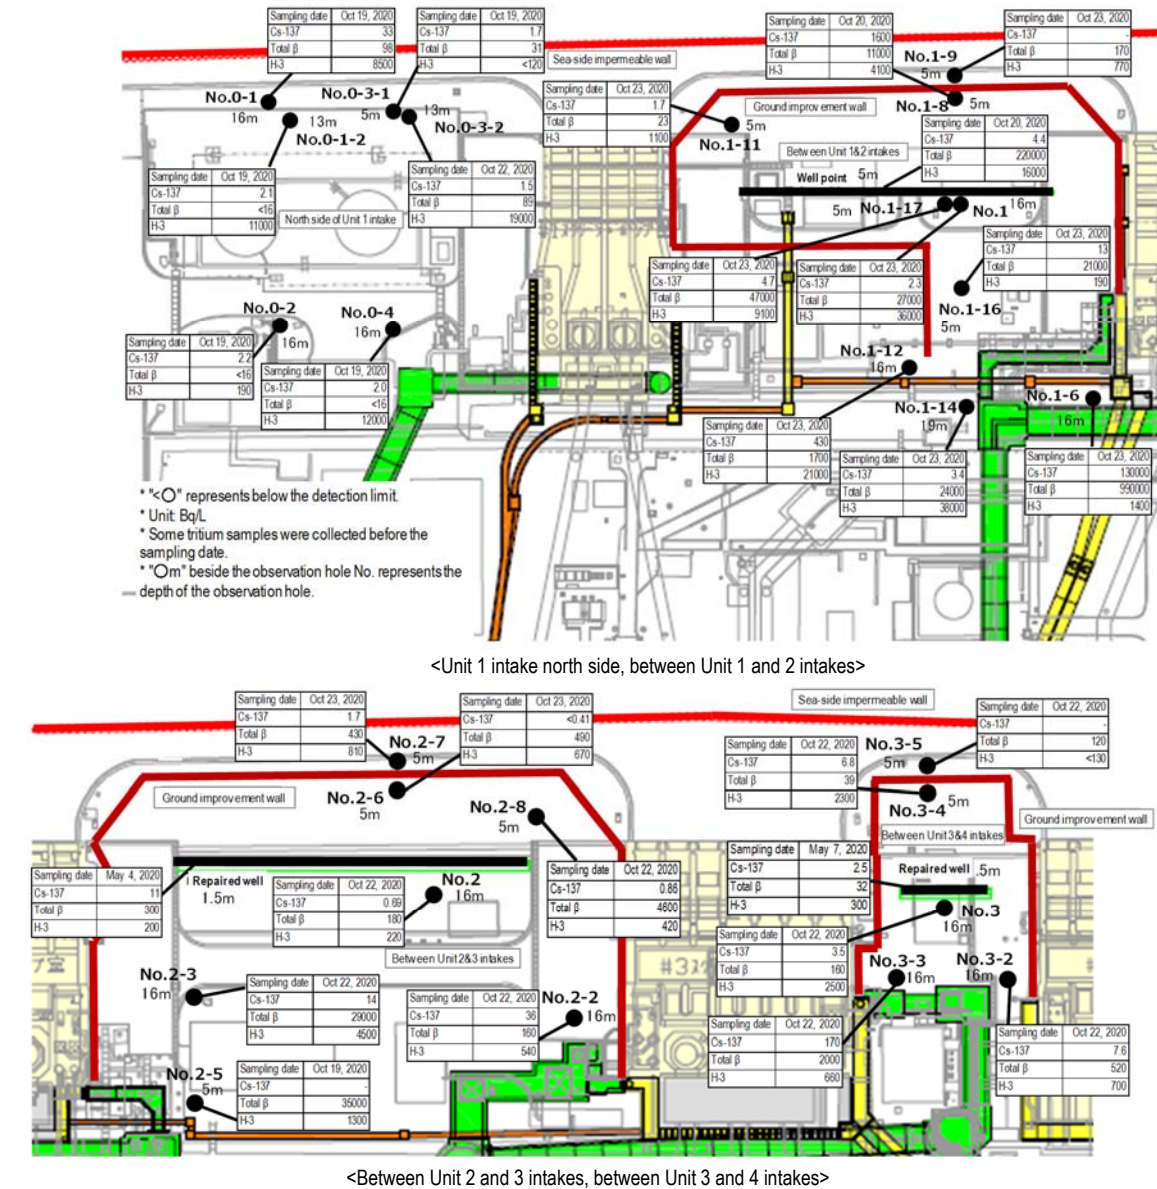 Sampling date Oct 19, 2020
Cs-137 33
Total β 98
H-3 8500
Sampling date Oct 19, 2020
Cs-137 1.7
Total β 31
H-3 <120
Sea-side impermeable wall
Sampling date Oct 20, 2020
Cs-137 1600
Total β 11000
H-3 4100
Sampling date Oct 23, 2020
Cs-137 -
Total β 170
H-3 770
No.1-9
5m
No.0-1
16m
No.0-3-1
5m
13m
No.0-1-2
13m
No.0-3-2
Sampling date Oct 23, 2020
Cs-137 1.7
Total β 23
H-3 1100
5m
No.1-11
Ground improvement wall
No.1-8
5m
Sampling date Oct 20, 2020
Cs-137 4.4
Total β 220000
H-3 16000
Between Unit 1&2 intakes
Well point
5m
Sampling date Oct 19, 2020
Cs-137 2.1
Total β <16
H-3 11000
North side of Unit 1 intake
Sampling date Oct 22, 2020
Cs-137 1.5
Total β 89
H-3 19000
5m
No.1-17
No.1
16m
Sampling date Oct 23, 2020
Cs-137 13
Total β 21000
H-3 190
Sampling date Oct 23, 2020
Cs-137 4.7
Total β 47000
H-3 9100
Sampling date Oct 23, 2020
Cs-137 2.3
Total β 27000
H-3 36000
No.1-16
5m
No.0-2
16m
No.0-4
16m
Sampling date Oct 19, 2020
Cs-137 2.2
Total β <16
H-3 190
Sampling date Oct 19, 2020
Cs-137 2.0
Total β <16
H-3 12000
No.1-12
16m
No.1-14
19m
No.1-6
16m
Sampling date Oct 23, 2020
Cs-137 430
Total β 1700
H-3 21000
Sampling date Oct 23, 2020
Cs-137 3.4
Total β 24000
H-3 38000
Sampling date Oct 23, 2020
Cs-137 130000
Total β 990000
H-3 1400
* "<O" represents below the detection limit.
* Unit: Bq/L
* Some tritium samples were collected before the
sampling date.
* "Om" beside the observation hole No. represents the
depth of the observation hole.
<Unit 1 intake north side, between Unit 1 and 2 intakes>
Sampling date Oct 23, 2020
Cs-137 1.7
Total β 430
H-3 810
Sampling date Oct 23, 2020
Cs-137 <0.41
Total β 490
H-3 670
Sea-side impermeable wall
Sampling date Oct 22, 2020
Cs-137 -
Total β 120
H-3 <130
No.2-7
5m
No.2-6
5m
No.2-8
5m
Ground improvement wall
Sampling date Oct 22, 2020
Cs-137 6.8
Total β 39
H-3 2300
No.3-5
5m
No.3-4
5m
Ground improvement wall
Between Unit3&4 intakes
Sampling date May 4, 2020
Cs-137 11
Total β 300
H-3 200
Repaired well
1.5m
Sampling date Oct 22, 2020
Cs-137 0.69
Total β 180
H-3 220
No.2
16m
Sampling date Oct 22, 2020
Cs-137 0.86
Total β 4600
H-3 420
Sampling date May 7, 2020
Cs-137 2.5
Total β 32
H-3 300
Repaired well
.5m
No.3
16m
Between Unit2&3 intakes
Sampling date Oct 22, 2020
Cs-137 3.5
Total β 160
H-3 2500
No.2-3
16m
Sampling date Oct 22, 2020
Cs-137 14
Total β 29000
H-3 4500
Sampling date Oct 22, 2020
Cs-137 36
Total β 160
H-3 540
No.2-2
16m
No.3-3
16m
No.3-2
16m
Sampling date Oct 22, 2020
Cs-137 170
Total β 2000
H-3 660
Sampling date Oct 22, 2020
Cs-137 7.6
Total β 520
H-3 700
No.2-5
5m
Sampling date Oct 19, 2020
Cs-137 -
Total β 35000
H-3 1300
<Between Unit 2 and 3 intakes, between Unit 3 and 4 intakes>